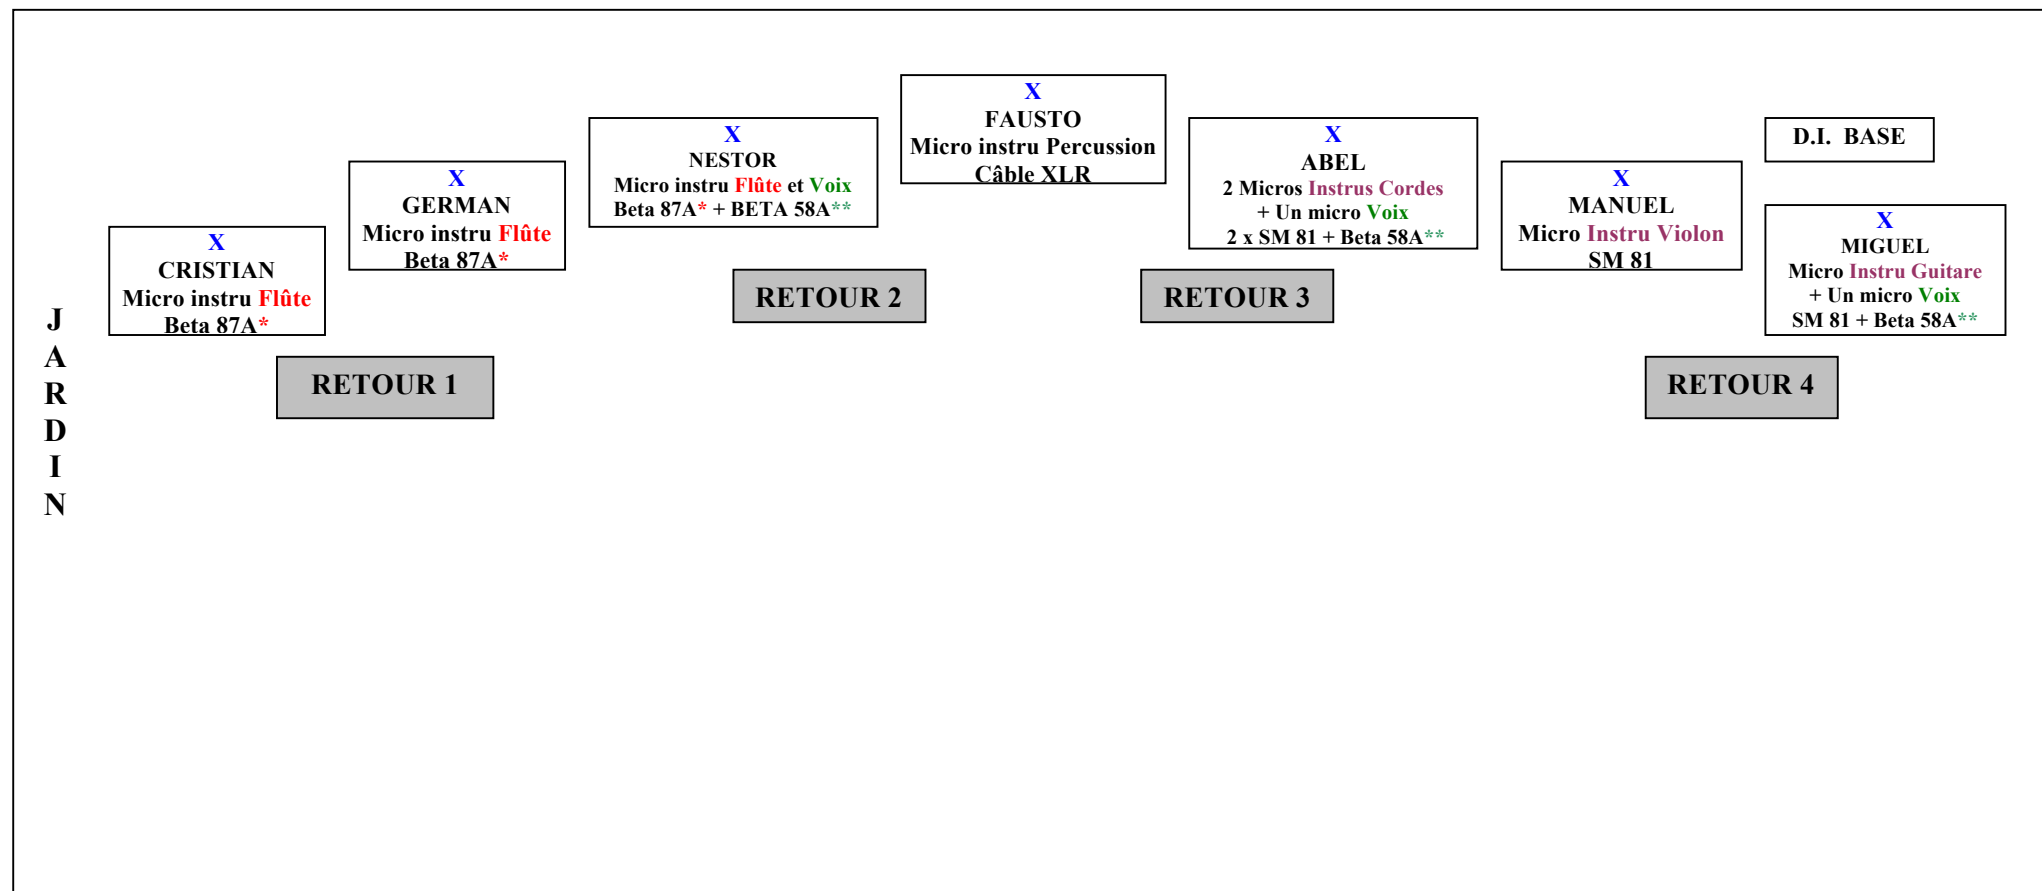 J
A
R
D
I
N
X
CRISTIAN
Micro instru Flûte
Beta 87A*
X
GERMAN
Micro instru Flûte
Beta 87A*
X
NESTOR
Micro instru Flûte et Voix
Beta 87A* + BETA 58A**
X
FAUSTO
Micro instru Percussion
Câble XLR
X
ABEL
2 Micros Instrus Cordes
+ Un micro Voix
2 x SM 81 + Beta 58A**
X
MANUEL
Micro Instru Violon
SM 81
D.I. BASE
X
MIGUEL
Micro Instru Guitare
+ Un micro Voix
SM 81 + Beta 58A**
RETOUR 1
RETOUR 2
RETOUR 3
RETOUR 4